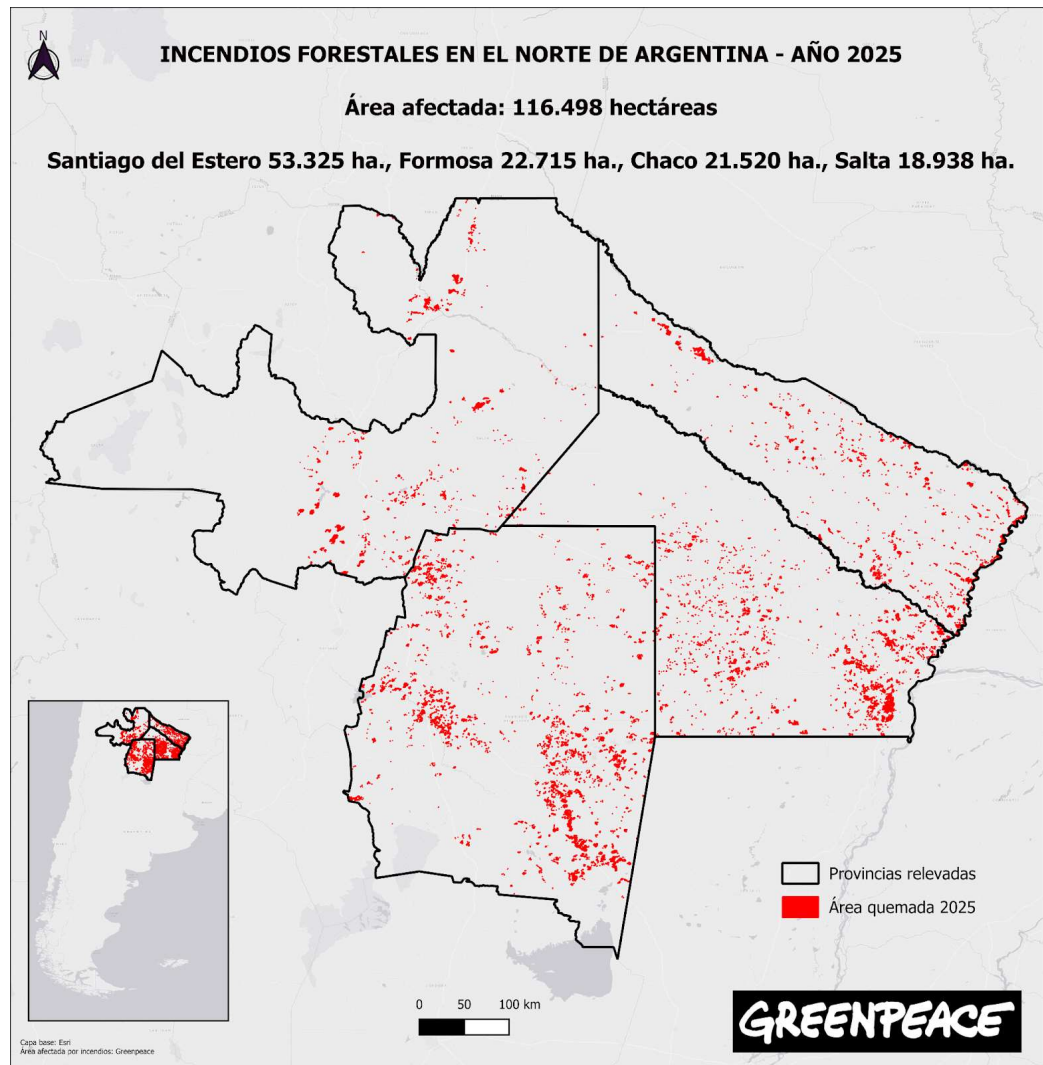 N
INCENDIOS FORESTALES EN EL NORTE DE ARGENTINA - AÑO 2025
Área afectada: 116.498 hectáreas
Santiago del Estero 53.325 ha., Formosa 22.715 ha., Chaco 21.520 ha., Salta 18.938 ha.
Provincias relevadas
Área quemada 2025
0 50 100 km
GREENPEACE
Capa base: Esri
Área afectada por incendios: Greenpeace